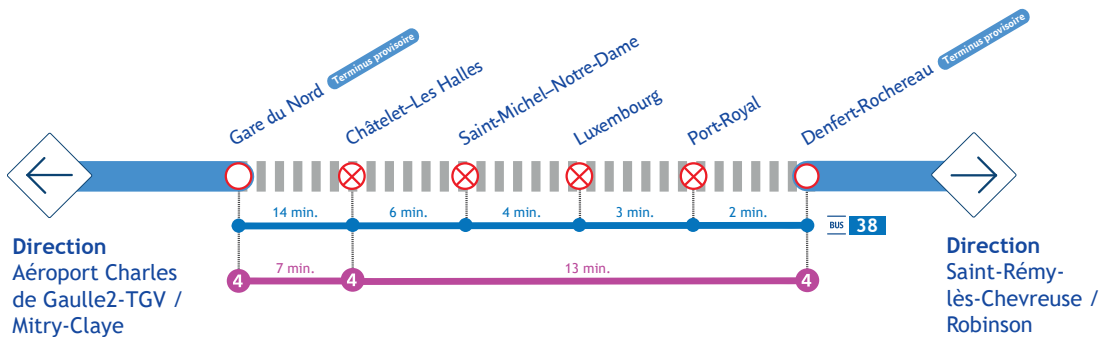 Gare du Nord Terminus provisoire
Châtelet–Les Halles
Saint-Michel–Notre-Dame
Luxembourg
Port-Royal
Denfert-Rochereau Terminus provisoire
14 min.
6 min.
4 min.
3 min.
2 min.
BUS 38
7 min.
13 min.
4
4
4
Direction
Aéroport Charles
de Gaulle2-TGV /
Mitry-Claye
Direction
Saint-Rémy-
lès-Chevreuse /
Robinson